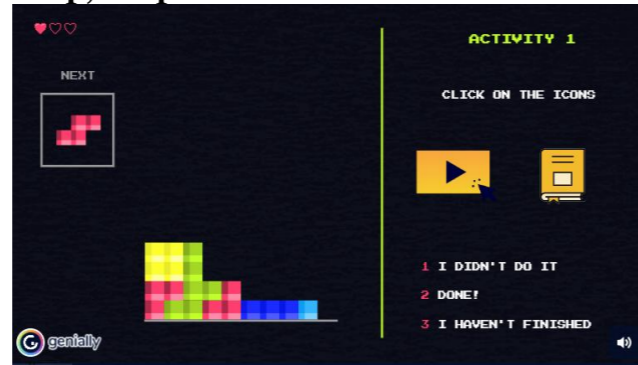 NEXT
ACTIVITY 1
CLICK ON THE ICONS
1 I DIDN'T DO IT
2 DONE!
3 I HAVEN'T FINISHED
genially